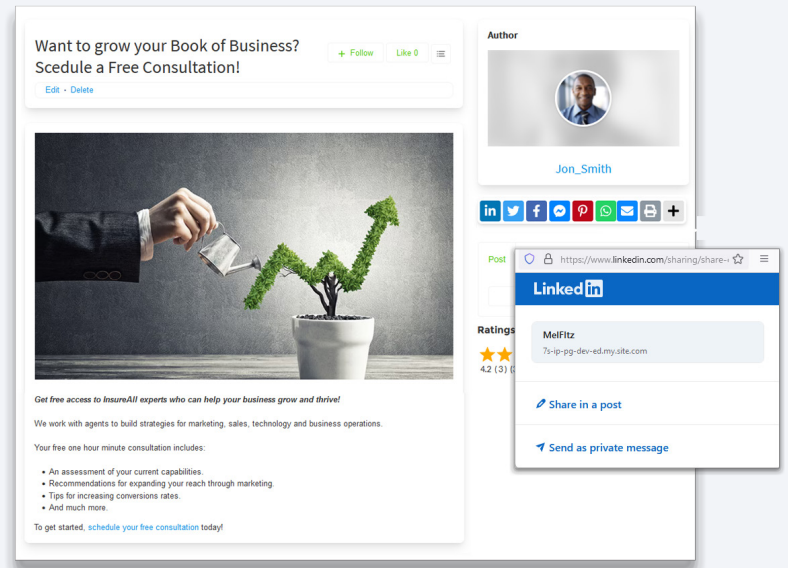 Want to grow your Book of Business?
Scedule a Free Consultation!
+ Follow
Like 0
Edit • Delete
Get free access to InsureAll experts who can help your business grow and thrive!
We work with agents to build strategies for marketing, sales, technology and business operations.
Your free one hour minute consultation includes:
• An assessment of your current capabilities.
• Recommendations for expanding your reach through marketing.
• Tips for increasing conversions rates.
• And much more.
To get started, schedule your free consultation today!
Author
Jon_Smith
Post
Ratings
4.2 (3)
https://www.linkedin.com/sharing/share-
Linked in
MelFItz
7s-ip-pg-dev-ed.my.site.com
Share in a post
Send as private message